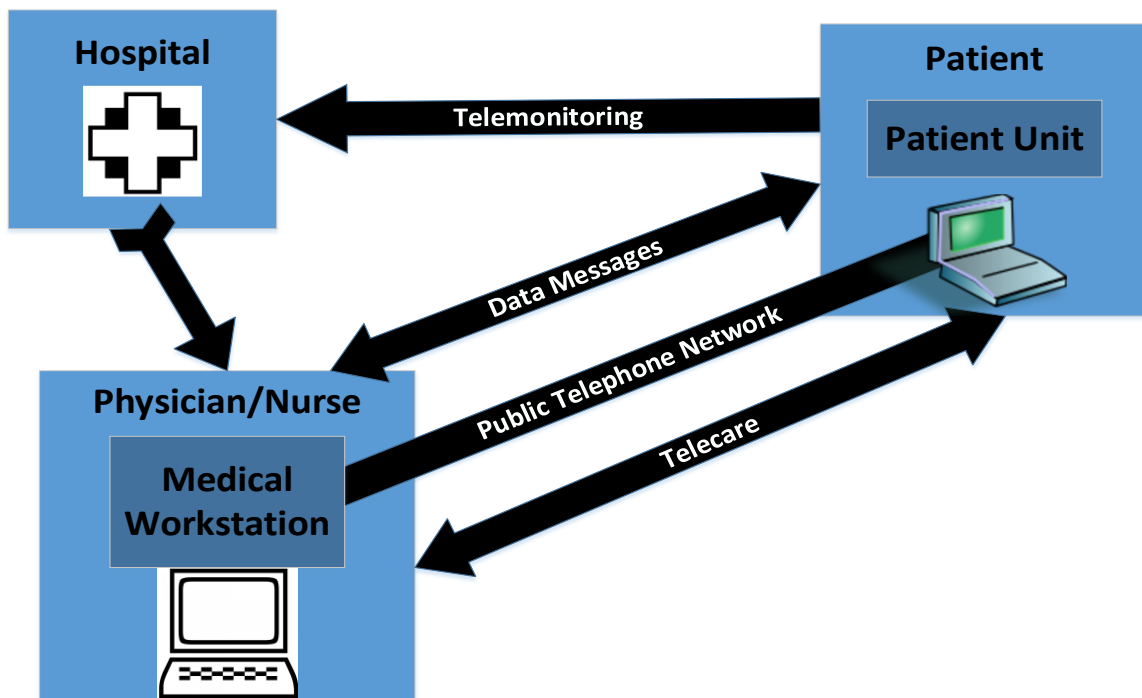 Hospital
Patient
Telemonitoring
Patient Unit
Data Messages
Public Telephone Network
Telecare
Physician/Nurse
Medical
Workstation